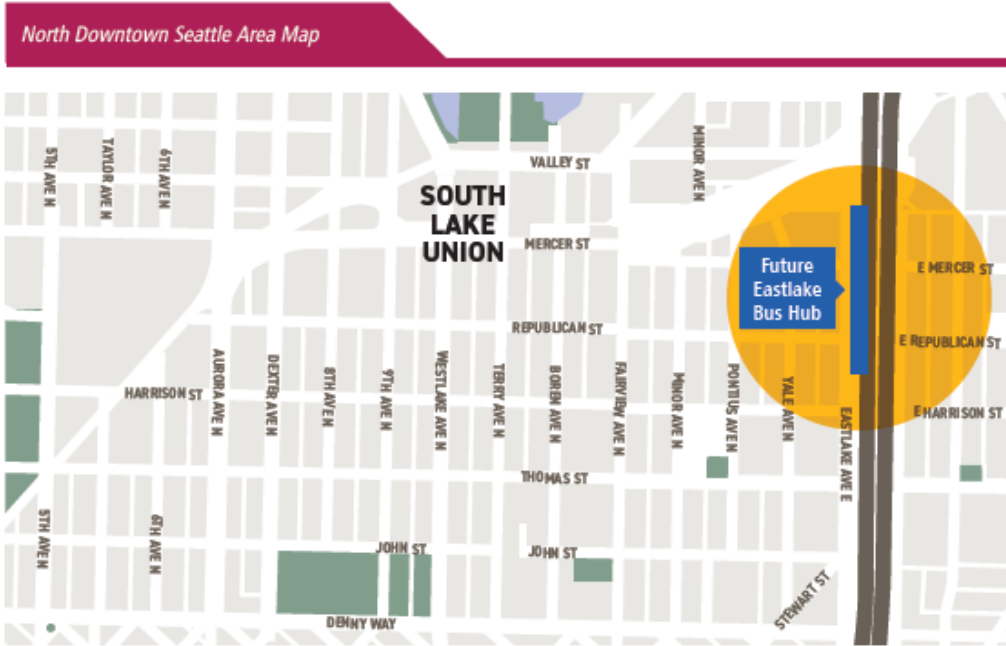 North Downtown Seattle Area Map
5TH AVE N
TAYLOR AVE N
6TH AVE N
MINOR AVE N
VALLEY ST
SOUTH
LAKE
UNION
MERCER ST
Future
Eastlake
Bus Hub
E MERCER ST
REPUBLICAN ST
E REPUBLICAN ST
HARRISON ST
AURORA AVE N
DEXTER AVE N
8TH AVE N
9TH AVE N
WESTLAKE AVE N
TERRY AVE N
BOREN AVE N
FAIRVIEW AVE N
MINOR AVE N
PONTIUS AVE N
YALE AVE N
EASTLAKE AVE E
E HARRISON ST
THOMAS ST
5TH AVE N
6TH AVE N
JOHN ST
JOHN ST
STEWART ST
DENNY WAY